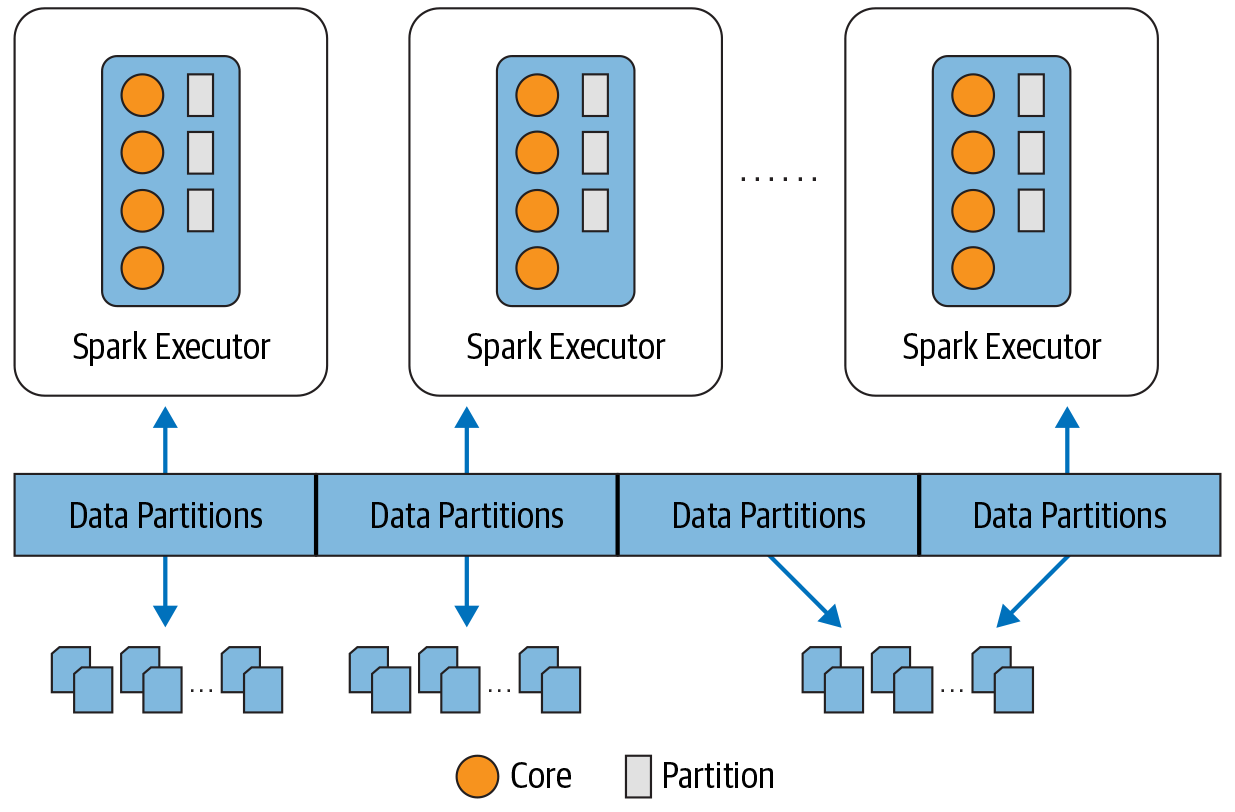 Spark Executor
Spark Executor
......
Spark Executor
Data Partitions
Data Partitions
Data Partitions
Data Partitions
...
...
...
Core
Partition